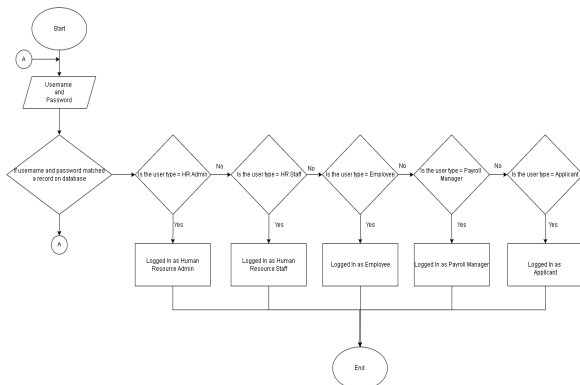 Start
A
Username
and
Password
If username and password matched
a record on database
Is the user type = HR Admin
No
Is the user type = HR Staff
No
Is the user type = Employee
No
Is the user type = Payroll
Manager
No
Is the user type = Applicant
A
Yes
Yes
Yes
Yes
Yes
Logged In as Human
Resource Admin
Logged In as Human
Resource Staff
Logged In as Employee
Logged In as Payroll Manager
Logged In as
Applicant
End